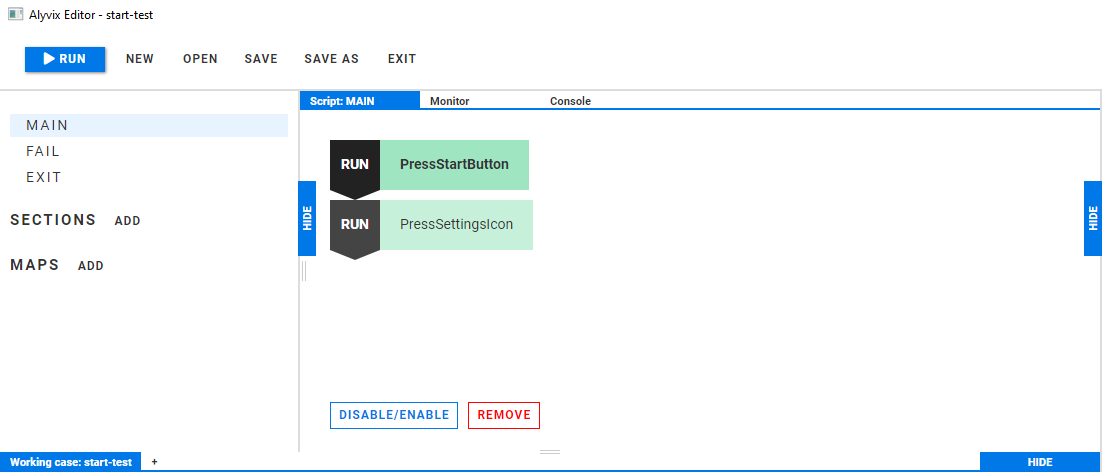 Alyvix Editor - start-test
RUN NEW OPEN SAVE SAVE AS EXIT
Script: MAIN Monitor Console
MAIN
FAIL
EXIT
SECTIONS ADD
MAPS ADD
HIDE
RUN PressStartButton
RUN PressSettingsIcon
HIDE
DISABLE/ENABLE REMOVE
Working case: start-test + HIDE